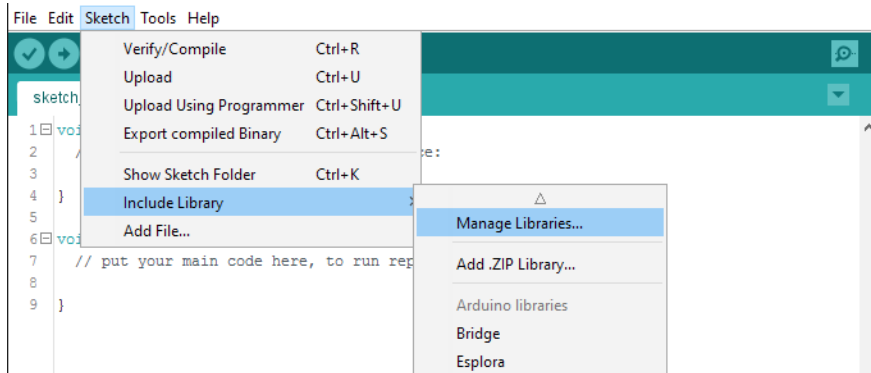 File Edit Sketch Tools Help
Verify/Compile Ctrl+R
Upload Ctrl+U
Upload Using Programmer Ctrl+Shift+U
Export compiled Binary Ctrl+Alt+S
Show Sketch Folder Ctrl+K
Include Library
Add File...
Manage Libraries...
Add .ZIP Library...
Arduino libraries
Bridge
Esplora
sketch
1 voi
2 /
3
4 }
5
6 voi
7 // put your main code here, to run rep
8
9 }
e: